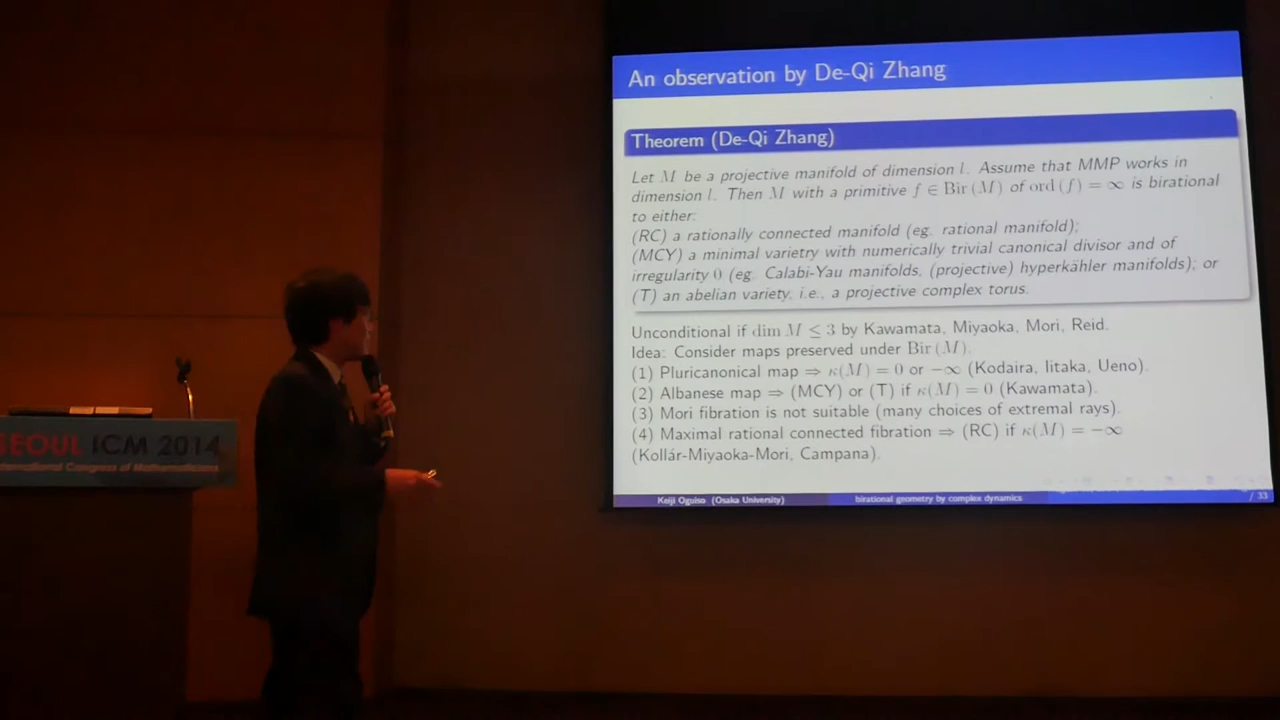 An observation by De-Qi Zhang
Theorem (De-Qi Zhang)
Let M be a projective manifold of dimension l. Assume that MMP works in
dimension l. Then M with a primitive f ∈ Bir (M) of ord (f) = ∞ is birational
to either:
(RC) a rationally connected manifold (eg. rational manifold);
(MCY) a minimal varietry with numerically trivial canonical divisor and of
irregularity 0 (eg. Calabi-Yau manifolds, (projective) hyperkähler manifolds); or
(T) an abelian variety, i.e., a projective complex torus.
Unconditional if dim M ≤ 3 by Kawamata, Miyaoka, Mori, Reid.
Idea: Consider maps preserved under Bir (M).
(1) Pluricanonical map ⇒ κ(M) = 0 or −∞ (Kodaira, Iitaka, Ueno).
(2) Albanese map ⇒ (MCY) or (T) if κ(M) = 0 (Kawamata).
(3) Mori fibration is not suitable (many choices of extremal rays).
(4) Maximal rational connected fibration ⇒ (RC) if κ(M) = −∞
(Kollár-Miyaoka-Mori, Campana).
Keiji Oguiso (Osaka University) birational geometry by complex dynamics / 33
SEOUL ICM 2014
International Congress of Mathematicians